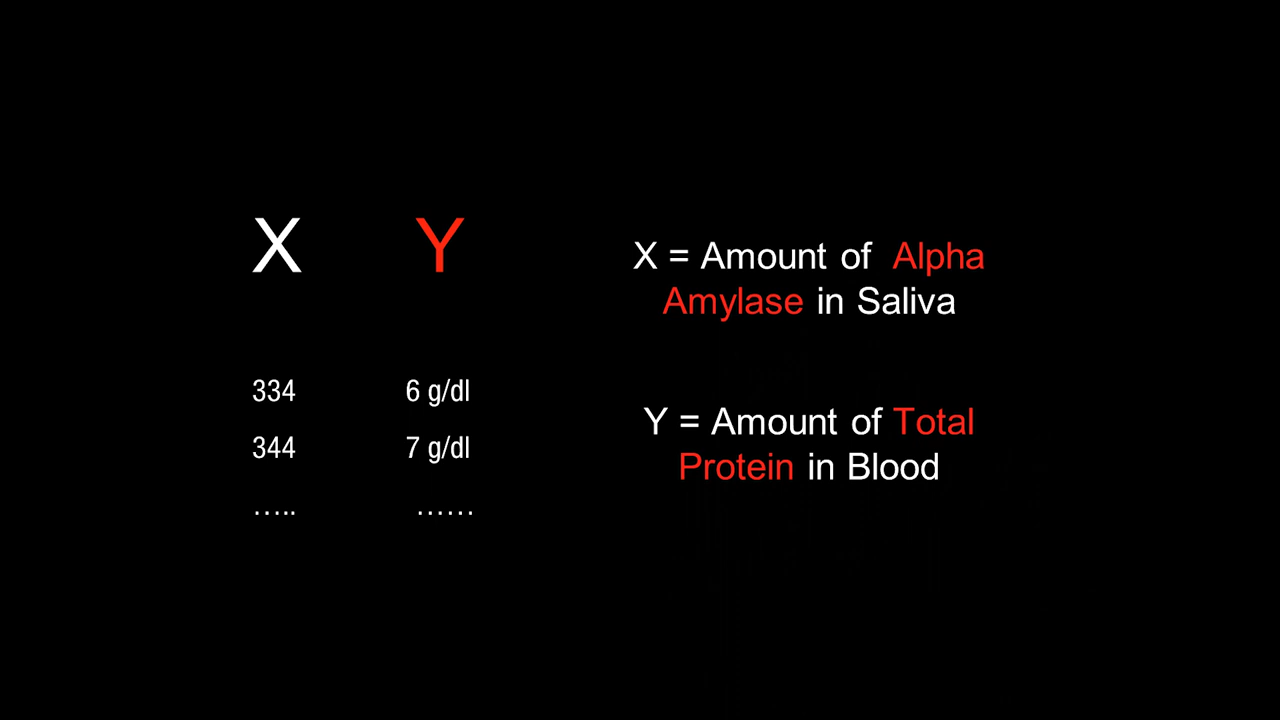 X Y
334 6 g/dl
344 7 g/dl
….. ……
X = Amount of Alpha
Amylase in Saliva
Y = Amount of Total
Protein in Blood